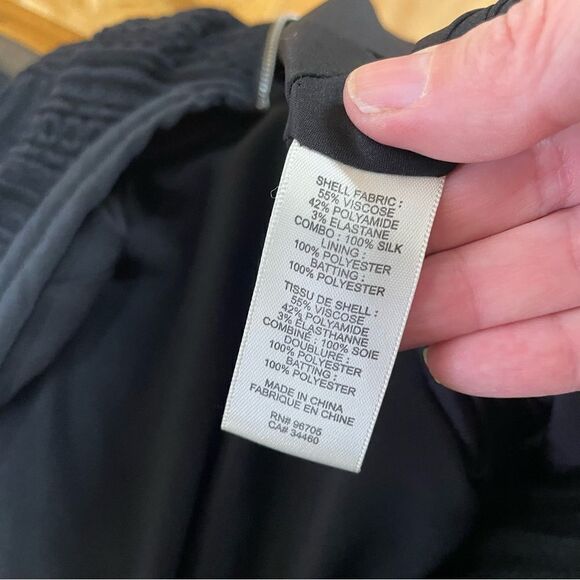 SHELL FABRIC :
55% VISCOSE
42% POLYAMIDE
3% ELASTANE
COMBO : 100% SILK
LINING :
100% POLYESTER
BATTING :
100% POLYESTER
TISSU DE SHELL :
55% VISCOSE
42% POLYAMIDE
3% ELASTHANNE
COMBINE : 100% SOIE
DOUBLURE :
100% POLYESTER
BATTING :
100% POLYESTER
MADE IN CHINA
FABRIQUE EN CHINE
RN# 96705
CA# 34460